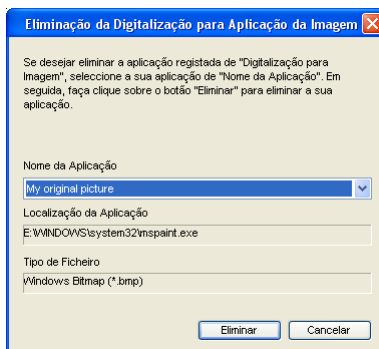 Eliminação da Digitalização para Aplicação da Imagem
Se desejar eliminar a aplicação registada de "Digitalização para
Imagem", seleccione a sua aplicação de "Nome da Aplicação". Em
seguida, faça clique sobre o botão "Eliminar" para eliminar a sua
aplicação.
Nome da Aplicação
My original picture
Localização da Aplicação
E:\WINDOWS\system32\mspaint.exe
Tipo de Ficheiro
Windows Bitmap (*.bmp)
Eliminar
Cancelar